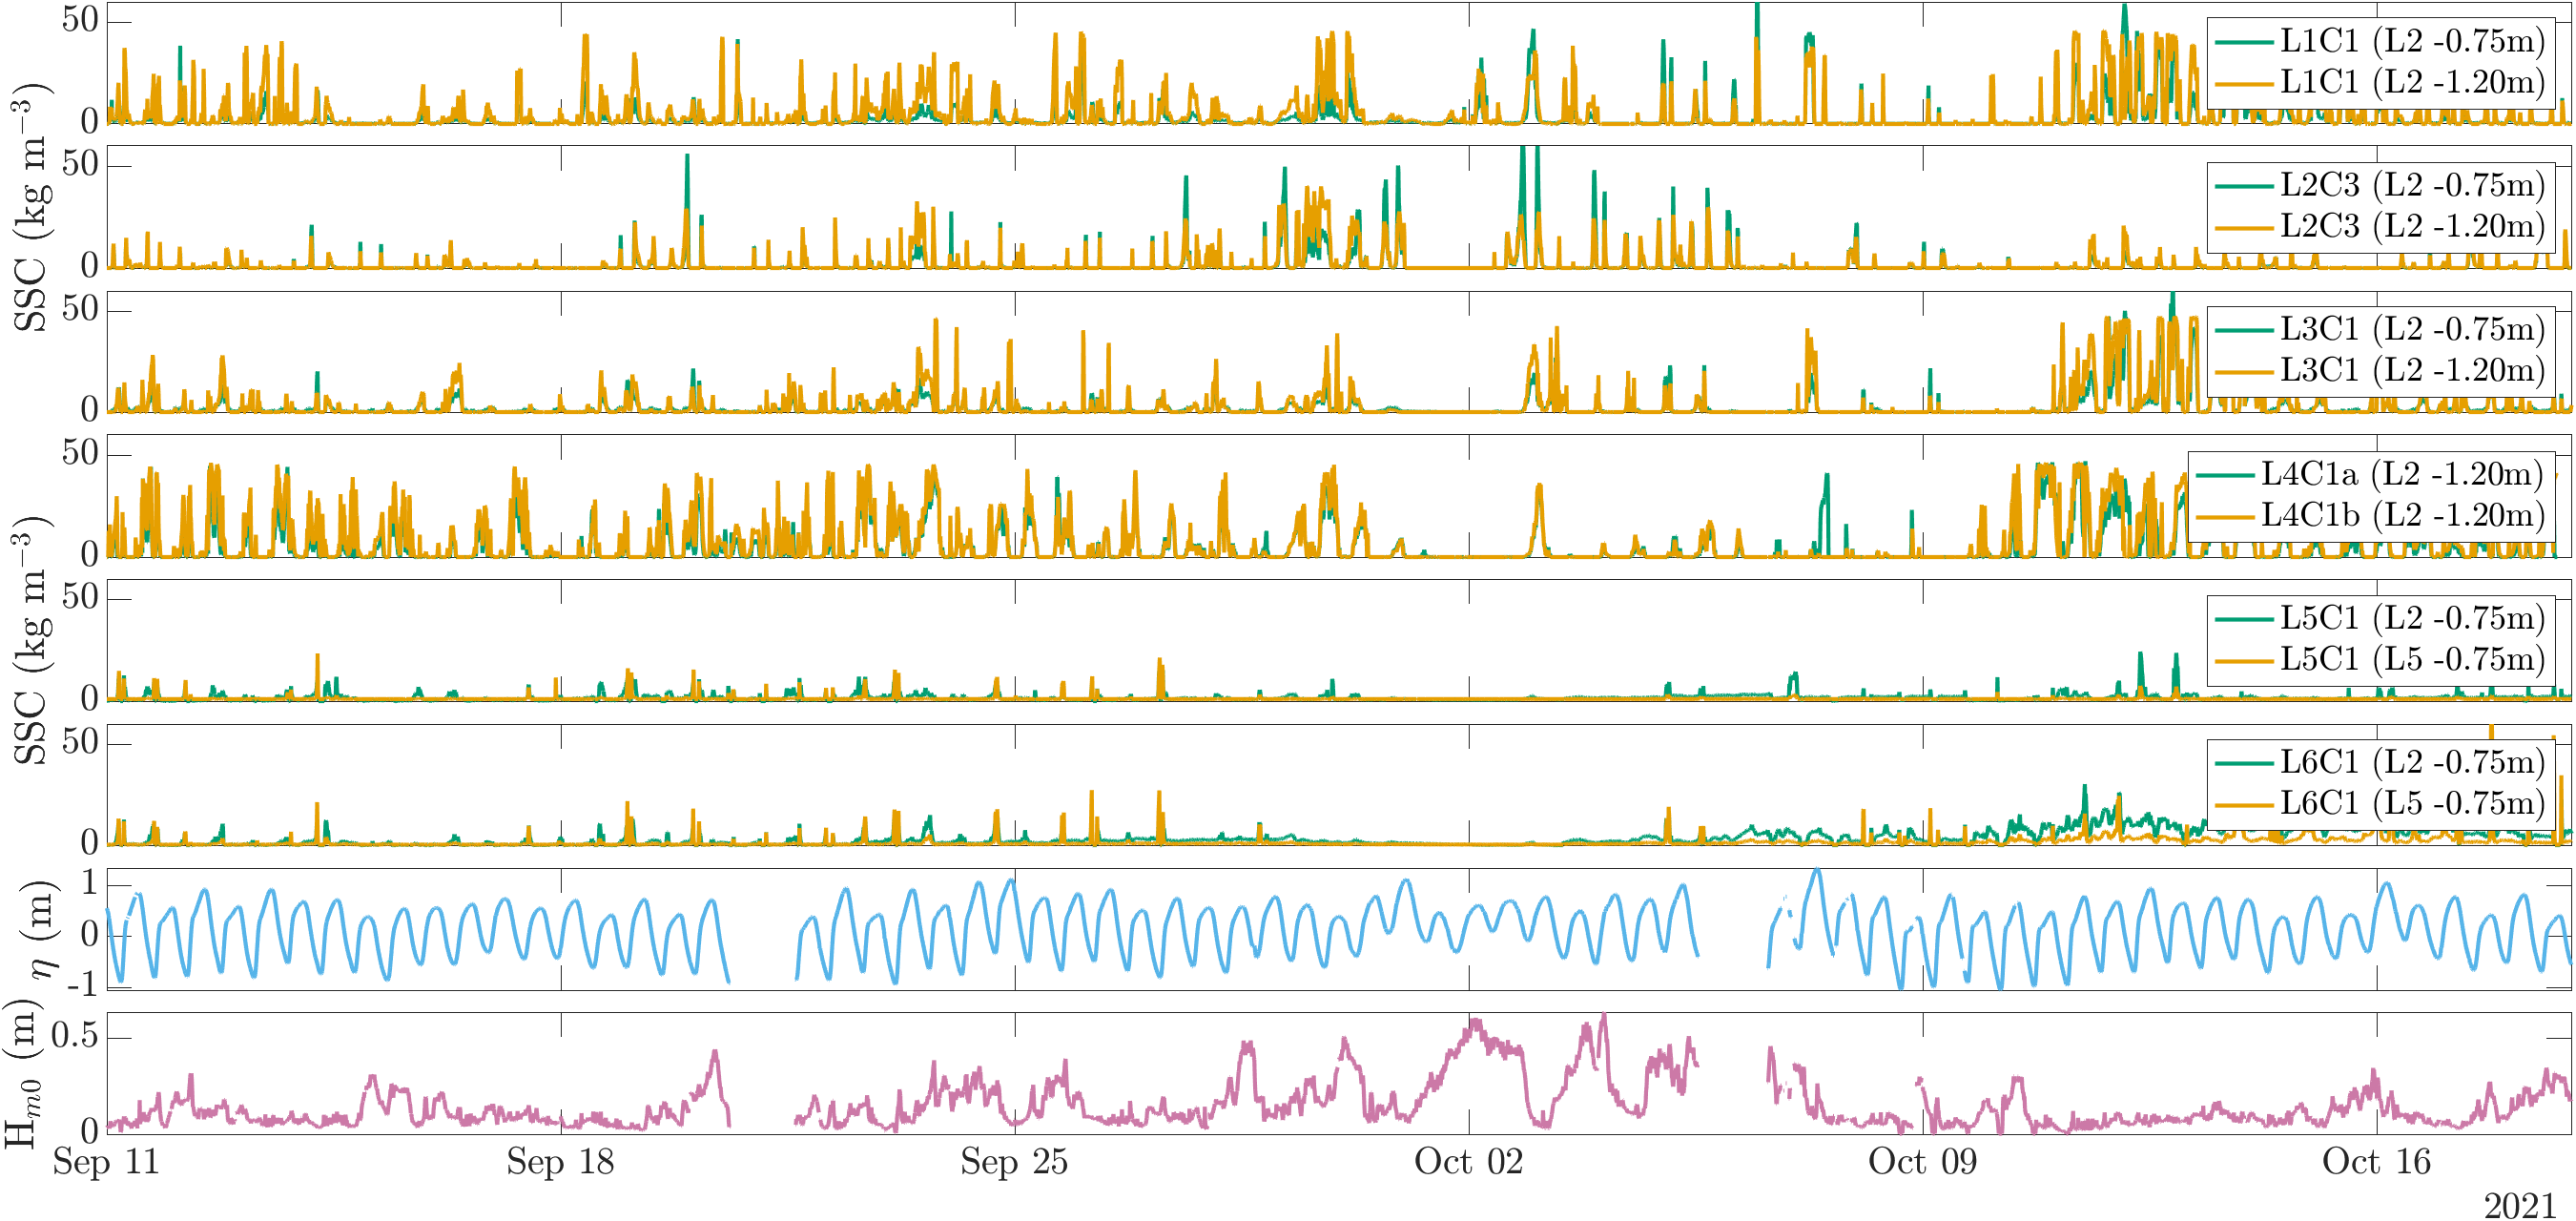 50
0
L1C1 (L2 -0.75m)
L1C1 (L2 -1.20m)
SSC (kg m⁻³)
50
0
L2C3 (L2 -0.75m)
L2C3 (L2 -1.20m)
50
0
L3C1 (L2 -0.75m)
L3C1 (L2 -1.20m)
50
0
L4C1a (L2 -1.20m)
L4C1b (L2 -1.20m)
SSC (kg m⁻³)
50
0
L5C1 (L2 -0.75m)
L5C1 (L5 -0.75m)
50
0
L6C1 (L2 -0.75m)
L6C1 (L5 -0.75m)
η (m)
1
0
-1
Hm0 (m)
0.5
0
Sep 11 Sep 18 Sep 25 Oct 02 Oct 09 Oct 16
2021